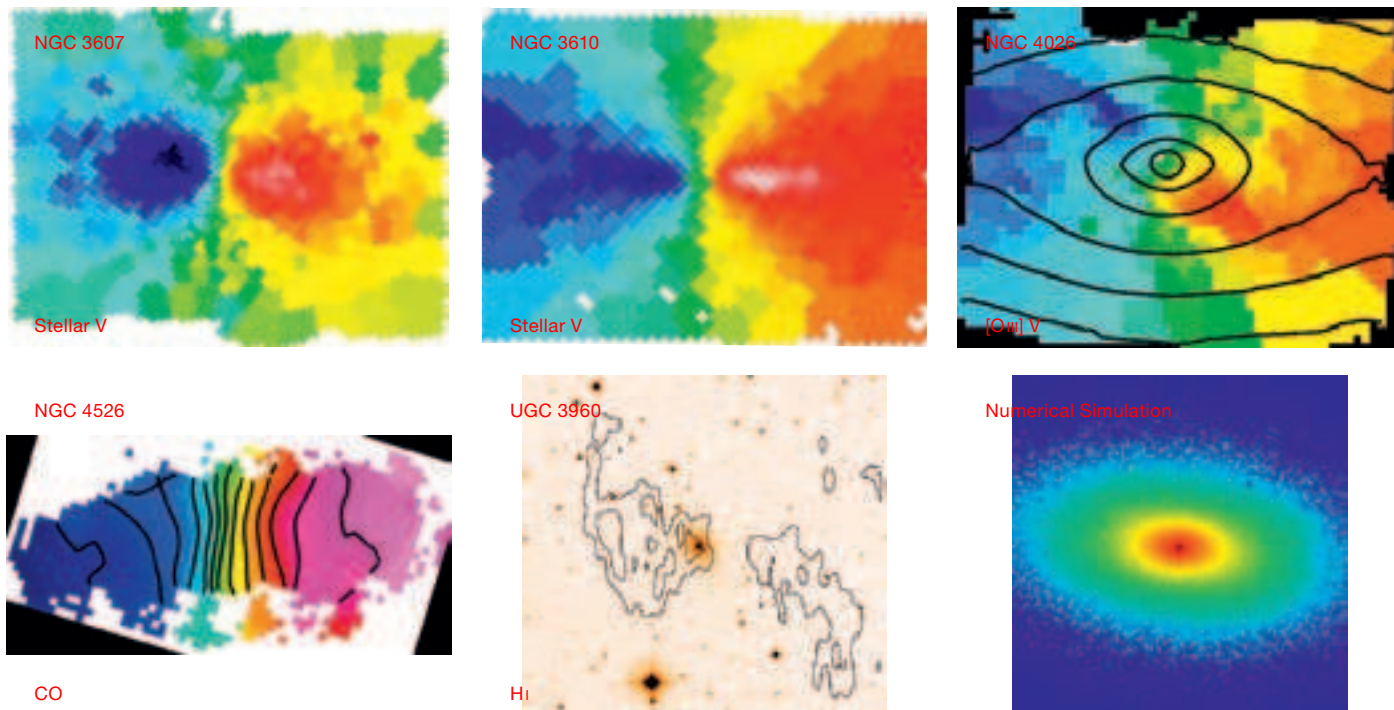 NGC 3607
NGC 3610
NGC 4026
Stellar V
Stellar V
[OIII] V
NGC 4526
UGC 3960
Numerical Simulation
CO
HI